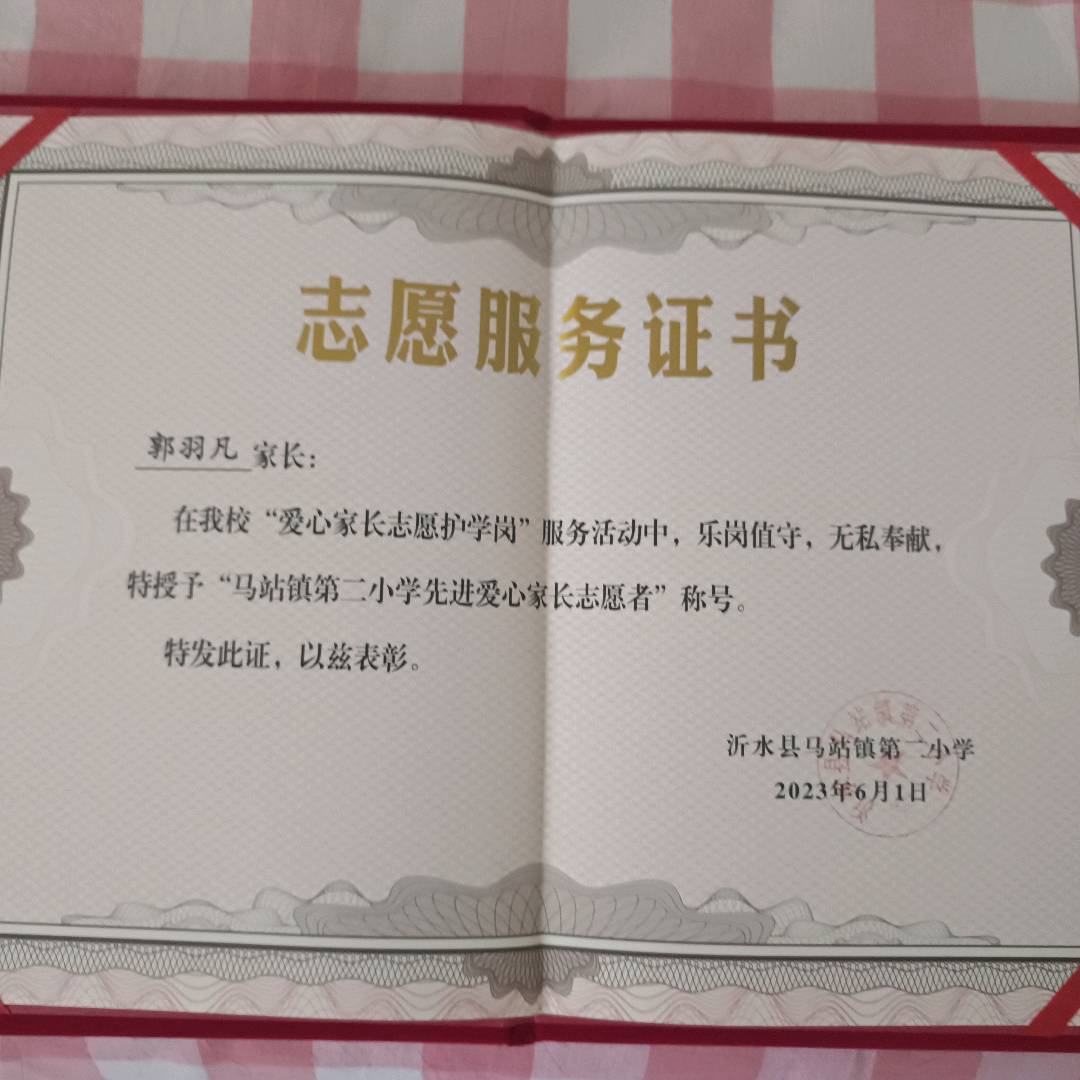 志愿服务证书
郭羽凡 家长：
在我校“爱心家长志愿护学岗”服务活动中，乐岗值守，无私奉献，
特授予“马站镇第二小学先进爱心家长志愿者”称号。
特发此证，以兹表彰。
沂水县马站镇第二小学
2023年6月1日